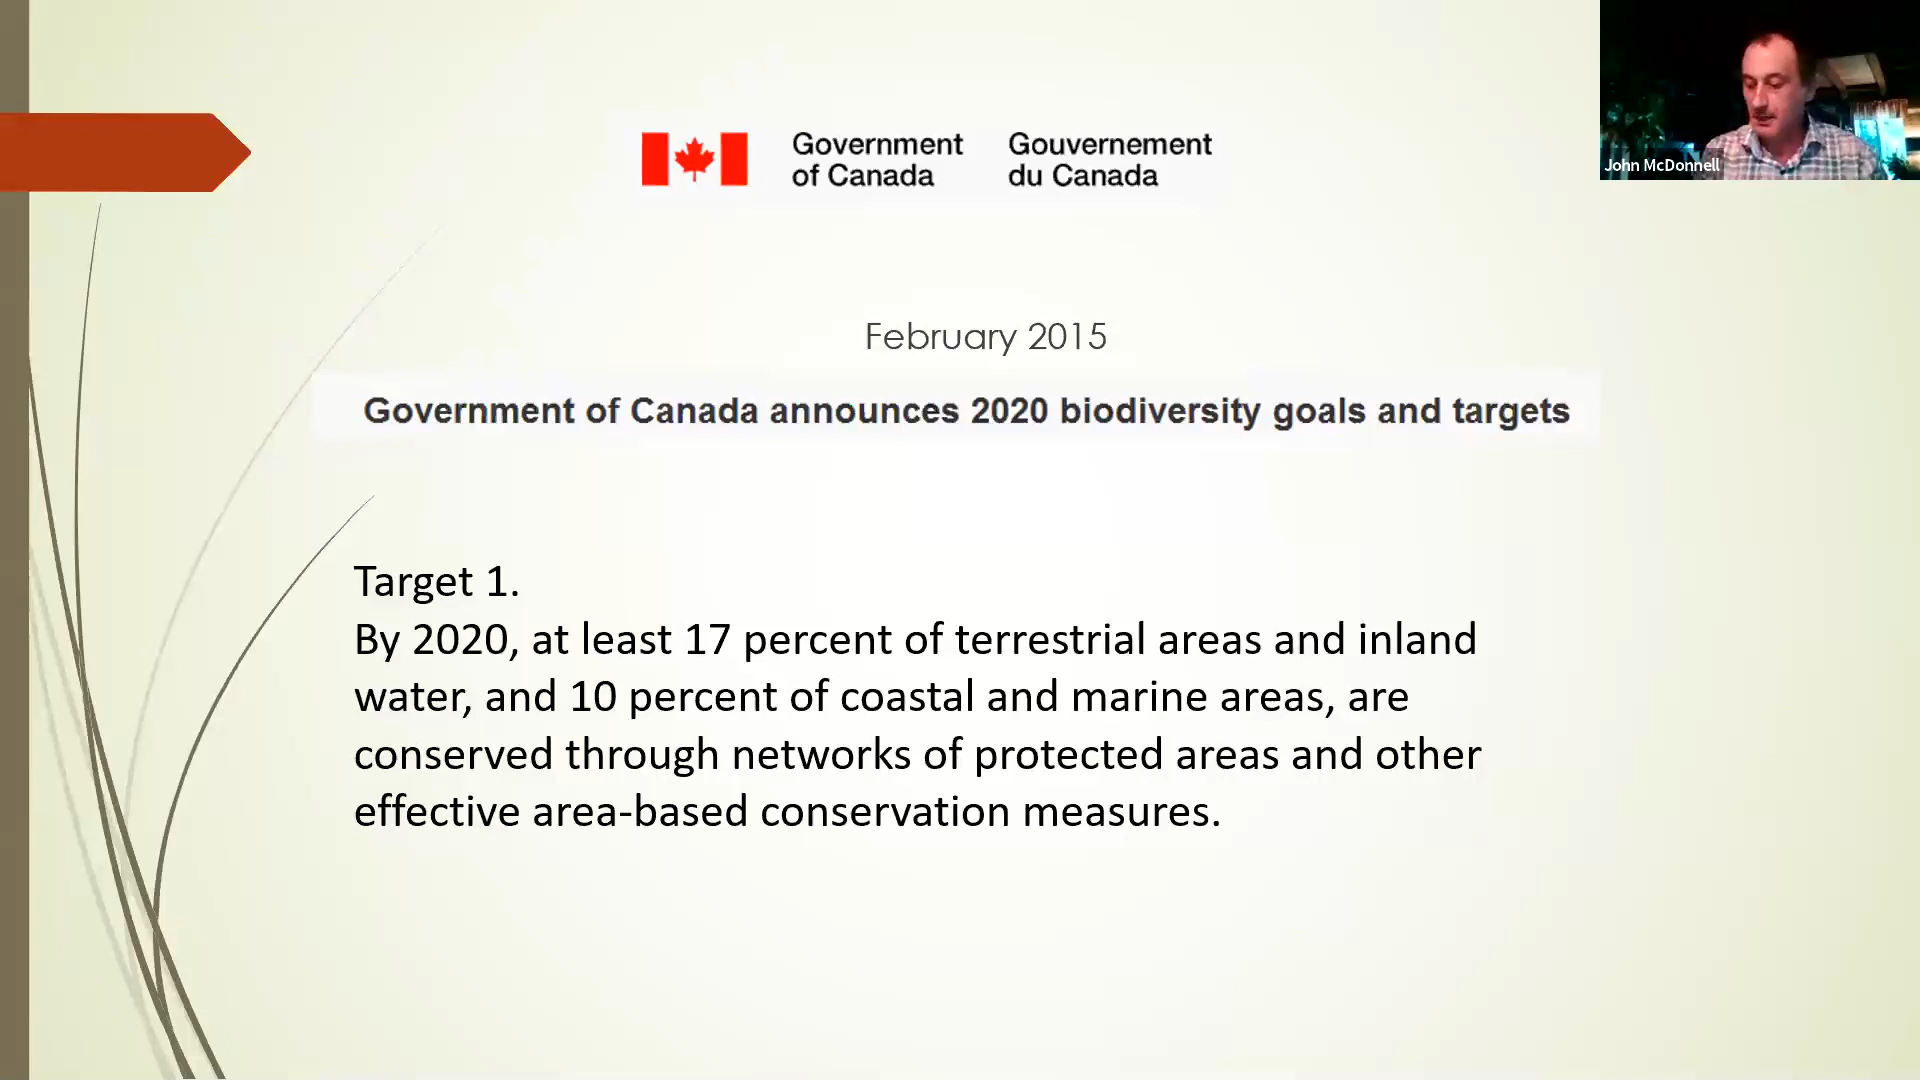 Government
of Canada
Gouvernement
du Canada
John McDonnell
February 2015
Government of Canada announces 2020 biodiversity goals and targets
Target 1.
By 2020, at least 17 percent of terrestrial areas and inland
water, and 10 percent of coastal and marine areas, are
conserved through networks of protected areas and other
effective area-based conservation measures.